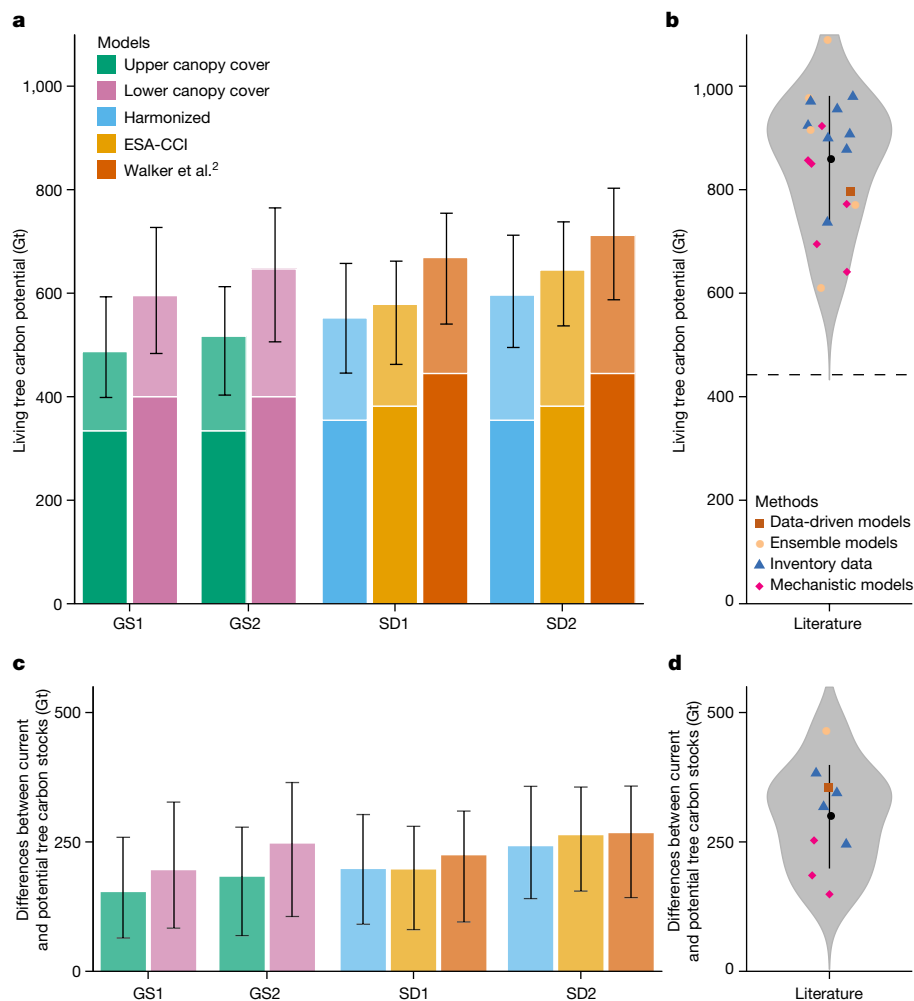 a
Models
Upper canopy cover
Lower canopy cover
Harmonized
ESA-CCI
Walker et al.²
Living tree carbon potential (Gt)
1,000
800
600
400
200
0
GS1 GS2 SD1 SD2
b
Living tree carbon potential (Gt)
1,000
800
600
400
200
0
Methods
Data-driven models
Ensemble models
Inventory data
Mechanistic models
Literature
c
Differences between current
and potential tree carbon stocks (Gt)
500
250
0
GS1 GS2 SD1 SD2
d
Differences between current
and potential tree carbon stocks (Gt)
500
250
0
Literature